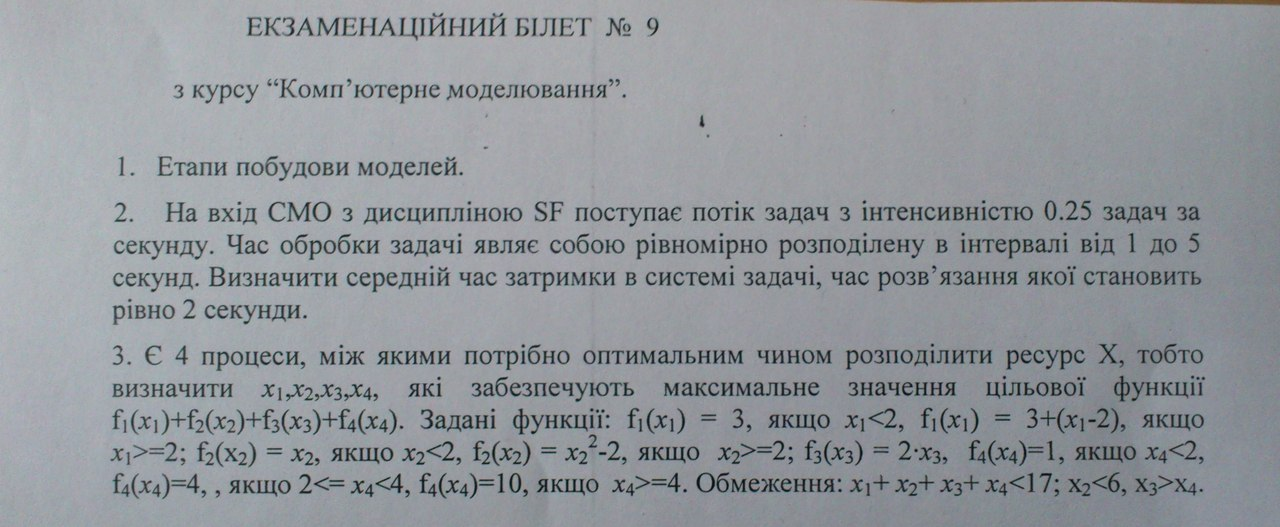 ЕКЗАМЕНАЦІЙНИЙ БІЛЕТ № 9
з курсу “Комп’ютерне моделювання”.
1. Етапи побудови моделей.
2. На вхід СМО з дисципліною SF поступає потік задач з інтенсивністю 0.25 задач за
секунду. Час обробки задачі являє собою рівномірно розподілену в інтервалі від 1 до 5
секунд. Визначити середній час затримки в системі задачі, час розв’язання якої становить
рівно 2 секунди.
3. Є 4 процеси, між якими потрібно оптимальним чином розподілити ресурс X, тобто
визначити x₁,x₂,x₃,x₄, які забезпечують максимальне значення цільової функції
f₁(x₁)+f₂(x₂)+f₃(x₃)+f₄(x₄). Задані функції: f₁(x₁) = 3, якщо x₁<2, f₁(x₁) = 3+(x₁-2), якщо
x₁>=2; f₂(x₂) = x₂, якщо x₂<2, f₂(x₂) = x₂²-2, якщо x₂>=2; f₃(x₃) = 2·x₃, f₄(x₄)=1, якщо x₄<2,
f₄(x₄)=4, , якщо 2<= x₄<4, f₄(x₄)=10, якщо x₄>=4. Обмеження: x₁+ x₂+ x₃+ x₄<17; x₂<6, x₃>x₄.